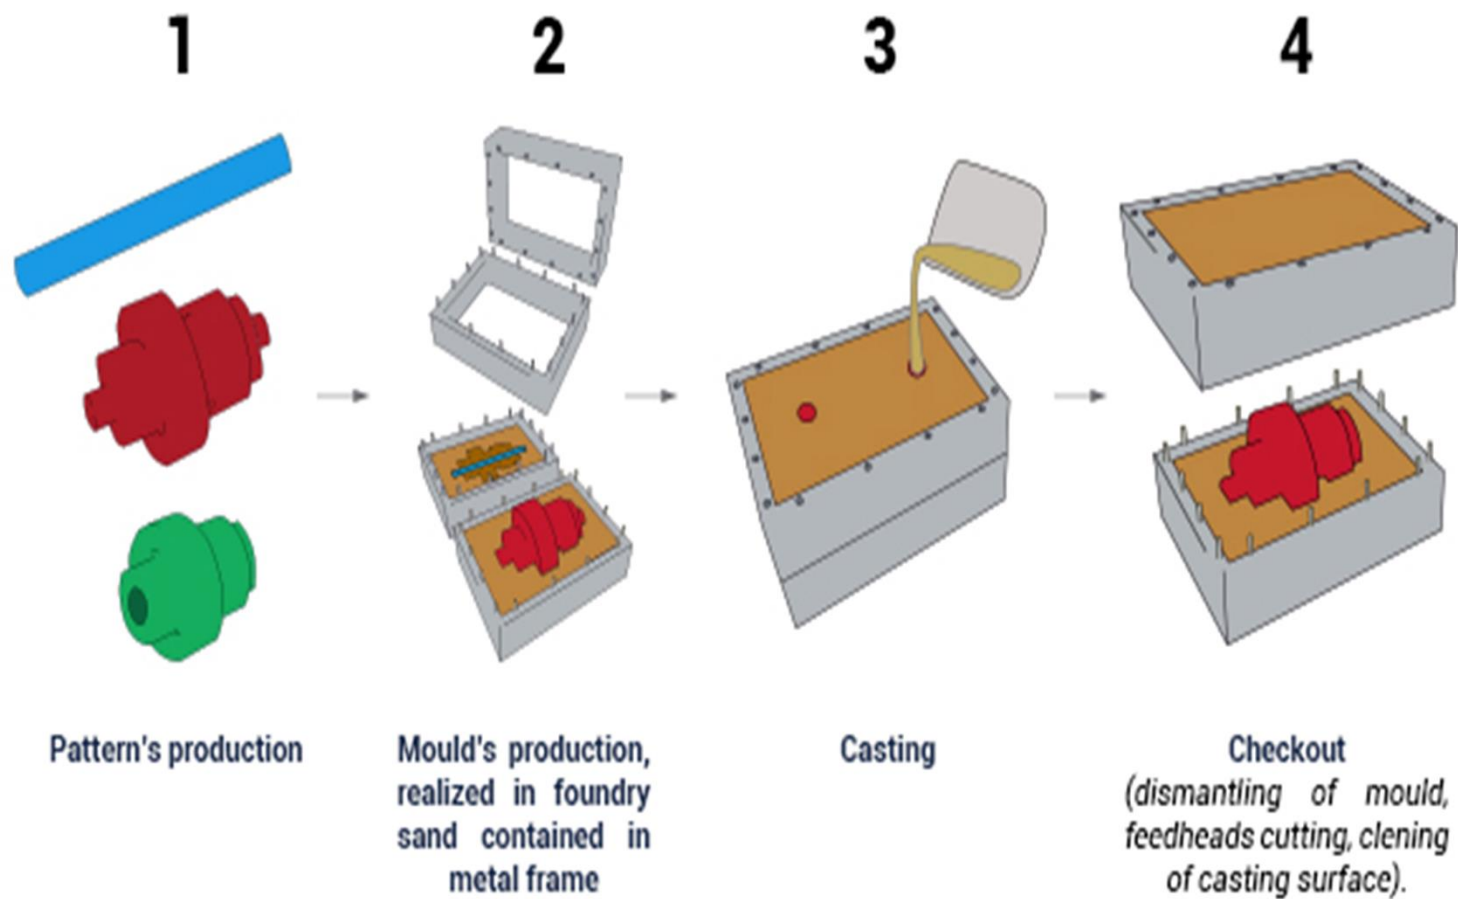 1
2
3
4
Pattern's production
Mould's production,
realized in foundry
sand contained in
metal frame
Casting
Checkout
(dismantling of mould,
feedheads cutting, clening
of casting surface).